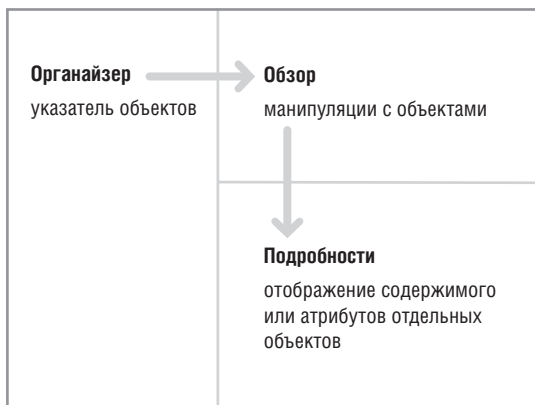 Органайзер
указатель объектов
Обзор
манипуляции с объектами
Подробности
отображение содержимого
или атрибутов отдельных
объектов